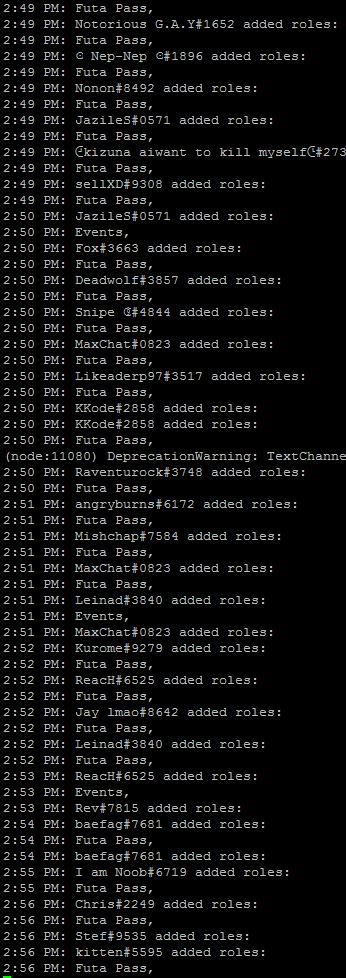 2:49 PM: Futa Pass,
2:49 PM: Notorious G.A.Y#1652 added roles:
2:49 PM: Futa Pass,
2:49 PM: Nep-Nep #1896 added roles:
2:49 PM: Futa Pass,
2:49 PM: Nonon#8492 added roles:
2:49 PM: Futa Pass,
2:49 PM: JazileS#0571 added roles:
2:49 PM: Futa Pass,
2:49 PM: kizuna aiwant to kill myself #273
2:49 PM: Futa Pass,
2:49 PM: sellXD#9308 added roles:
2:49 PM: Futa Pass,
2:50 PM: JazileS#0571 added roles:
2:50 PM: Events,
2:50 PM: Fox#3663 added roles:
2:50 PM: Futa Pass,
2:50 PM: Deadwolf#3857 added roles:
2:50 PM: Futa Pass,
2:50 PM: Snipe #4844 added roles:
2:50 PM: Futa Pass,
2:50 PM: MaxChat#0823 added roles:
2:50 PM: Futa Pass,
2:50 PM: Likeaderp97#3517 added roles:
2:50 PM: Futa Pass,
2:50 PM: KKode#2858 added roles:
2:50 PM: KKode#2858 added roles:
2:50 PM: Futa Pass,
(node:11080) DeprecationWarning: TextChanne
2:50 PM: Raventurock#3748 added roles:
2:50 PM: Futa Pass,
2:51 PM: angryburns#6172 added roles:
2:51 PM: Futa Pass,
2:51 PM: Mishchap#7584 added roles:
2:51 PM: Futa Pass,
2:51 PM: MaxChat#0823 added roles:
2:51 PM: Futa Pass,
2:51 PM: Leinad#3840 added roles:
2:51 PM: Events,
2:51 PM: MaxChat#0823 added roles:
2:52 PM: Kurome#9279 added roles:
2:52 PM: Futa Pass,
2:52 PM: ReacH#6525 added roles:
2:52 PM: Futa Pass,
2:52 PM: Jay lmao#8642 added roles:
2:52 PM: Futa Pass,
2:52 PM: Leinad#3840 added roles:
2:52 PM: Futa Pass,
2:53 PM: ReacH#6525 added roles:
2:53 PM: Events,
2:53 PM: Rev#7815 added roles:
2:54 PM: baefag#7681 added roles:
2:54 PM: Futa Pass,
2:54 PM: baefag#7681 added roles:
2:55 PM: I am Noob#6719 added roles:
2:55 PM: Futa Pass,
2:56 PM: Chris#2249 added roles:
2:56 PM: Futa Pass,
2:56 PM: Stef#9535 added roles:
2:56 PM: kitten#5595 added roles:
2:56 PM: Futa Pass,